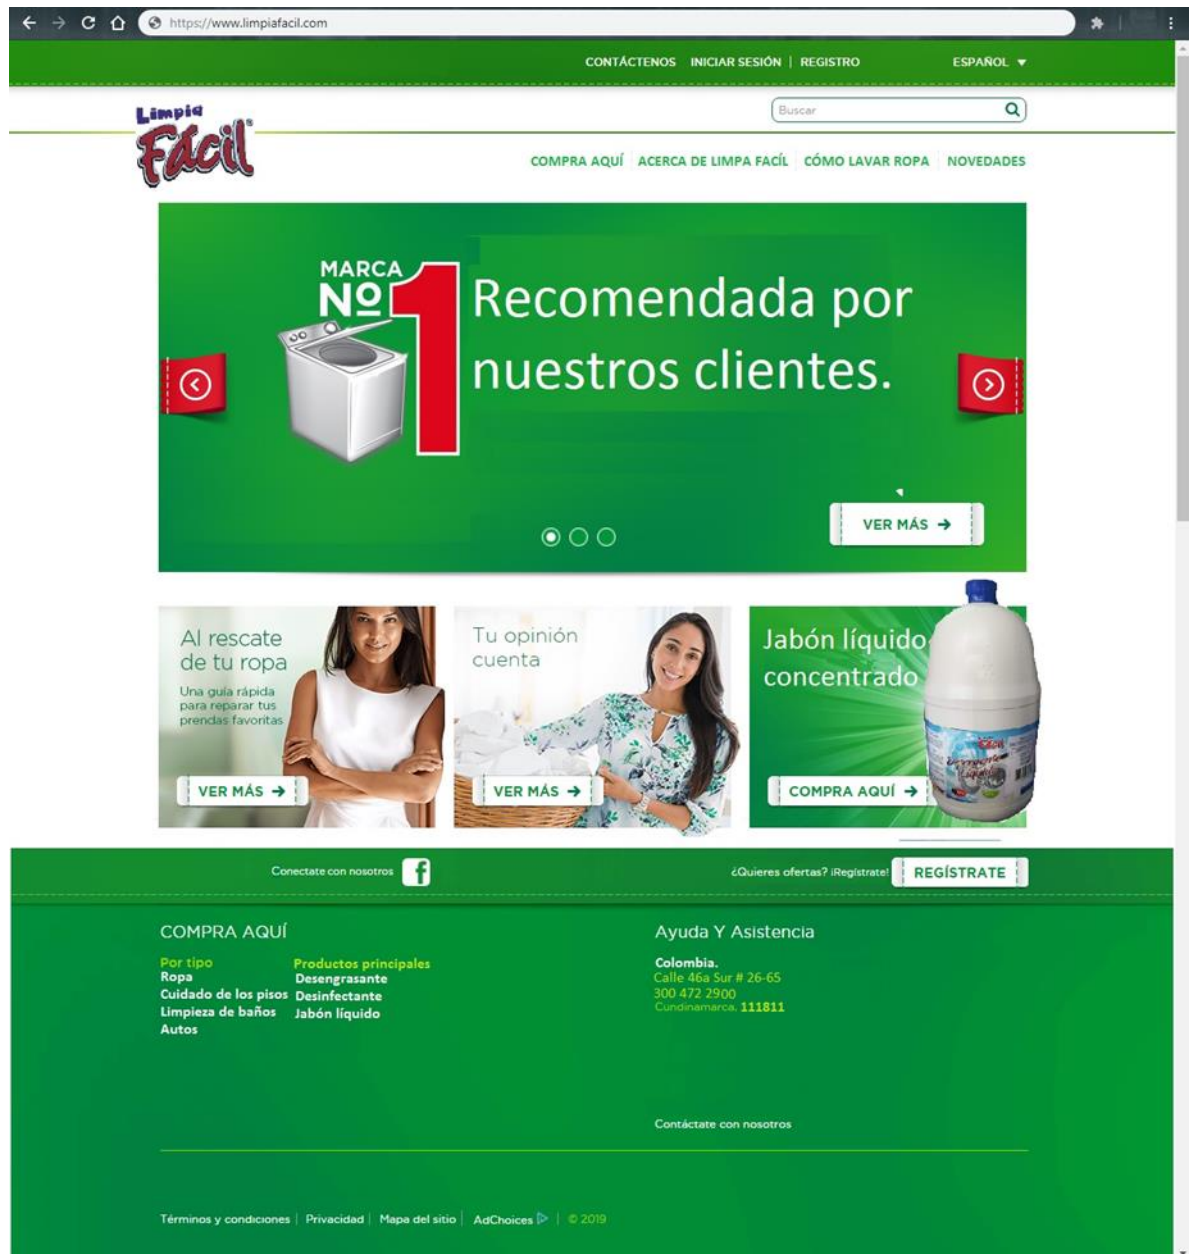 https://www.limpiafacil.com
CONTÁCTENOS INICIAR SESIÓN | REGISTRO ESPAÑOL
Limpia
Fácil
Buscar
COMPRA AQUÍ ACERCA DE LIMPA FACÍL CÓMO LAVAR ROPA NOVEDADES
MARCA
Nº 1
Recomendada por
nuestros clientes.
VER MÁS →
Al rescate
de tu ropa
Una guía rápida
para reparar tus
prendas favoritas
VER MÁS →
Tu opinión
cuenta
VER MÁS →
Jabón líquido
concentrado
Fácil
Líquido
COMPRA AQUÍ →
Conectate con nosotros f
¿Quieres ofertas? ¡Regístrate! REGÍSTRATE
COMPRA AQUÍ
Por tipo
Ropa
Cuidado de los pisos
Limpieza de baños
Autos
Productos principales
Desengrasante
Desinfectante
Jabón líquido
Ayuda Y Asistencia
Colombia.
Calle 46a Sur # 26-65
300 472 2900
Cundinamarca. 111811
Contáctate con nosotros
Términos y condiciones | Privacidad | Mapa del sitio | AdChoices | © 2019